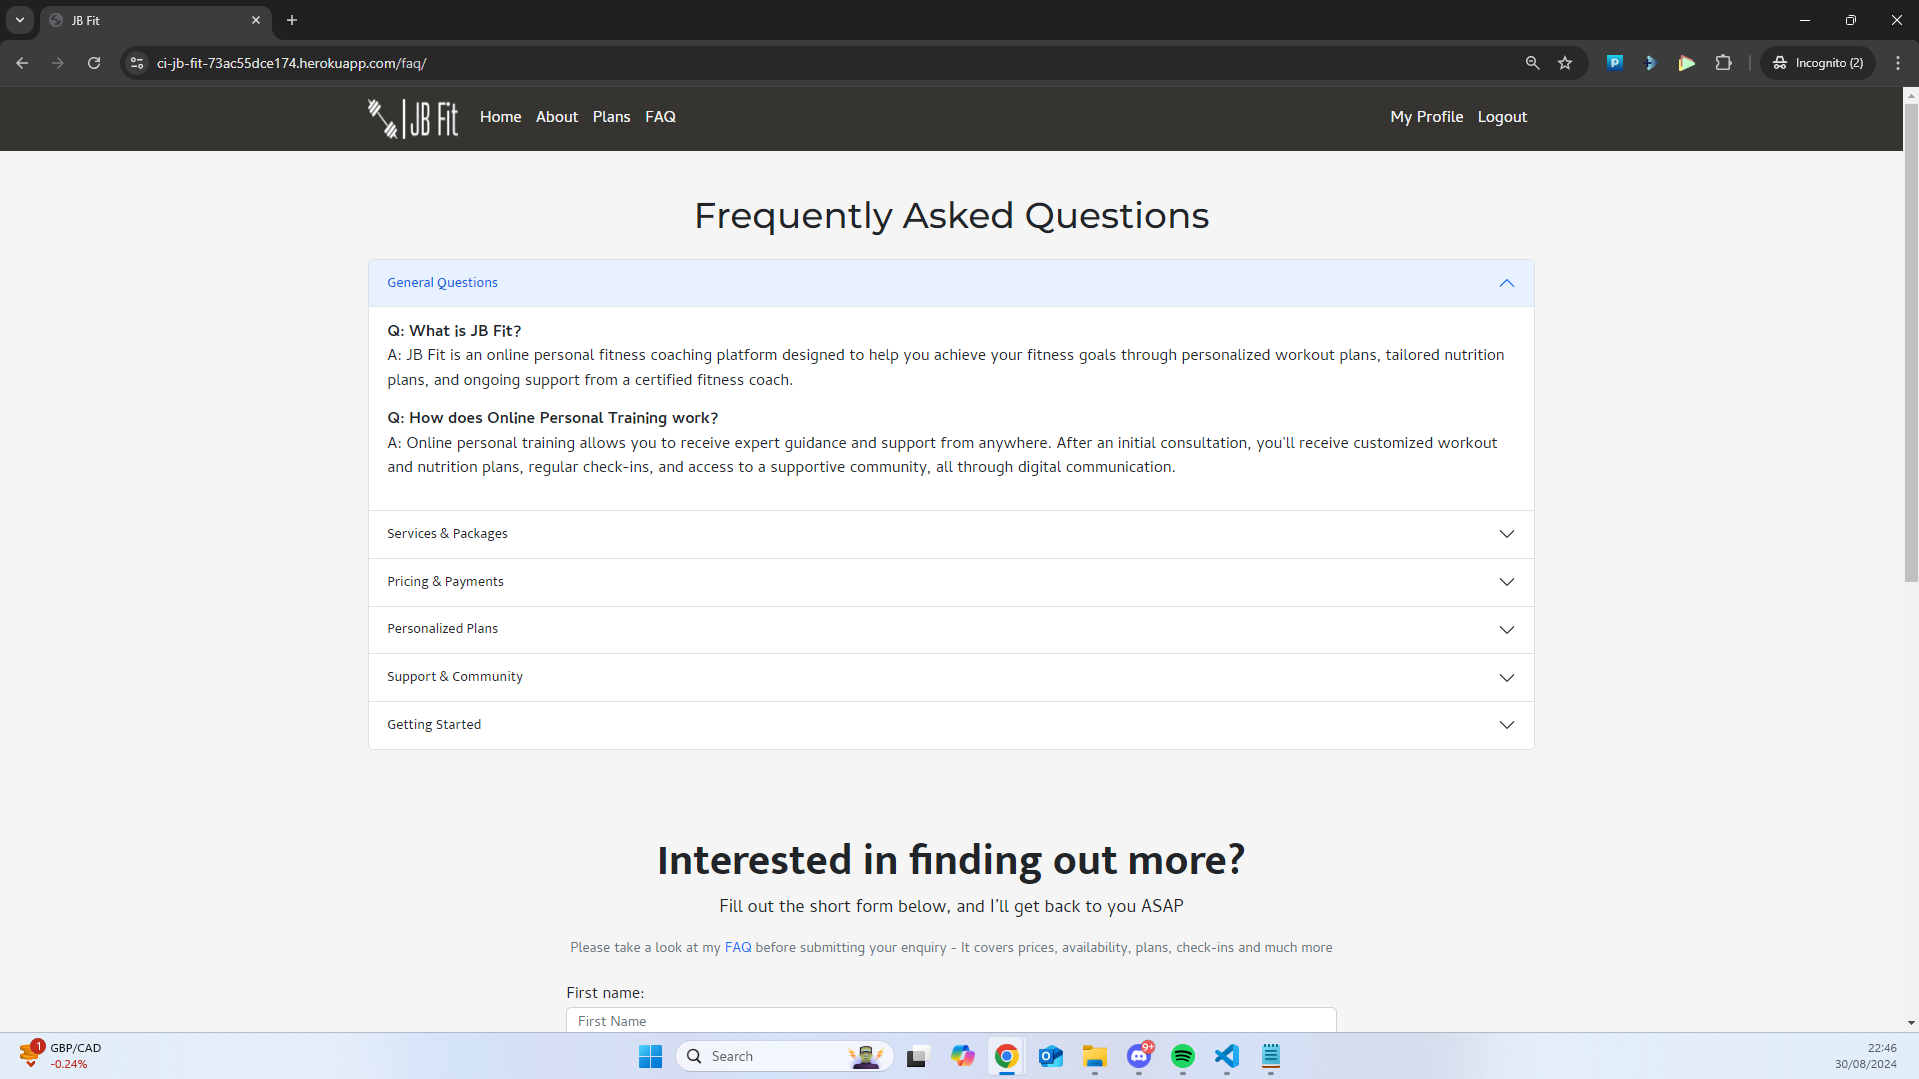 JB Fit
ci-jb-fit-73ac55dce174.herokuapp.com/faq/
Incognito (2)
JB Fit
Home
About
Plans
FAQ
My Profile
Logout
Frequently Asked Questions
General Questions
Q: What is JB Fit?
A: JB Fit is an online personal fitness coaching platform designed to help you achieve your fitness goals through personalized workout plans, tailored nutrition
plans, and ongoing support from a certified fitness coach.
Q: How does Online Personal Training work?
A: Online personal training allows you to receive expert guidance and support from anywhere. After an initial consultation, you'll receive customized workout
and nutrition plans, regular check-ins, and access to a supportive community, all through digital communication.
Services & Packages
Pricing & Payments
Personalized Plans
Support & Community
Getting Started
Interested in finding out more?
Fill out the short form below, and I'll get back to you ASAP
Please take a look at my FAQ before submitting your enquiry - It covers prices, availability, plans, check-ins and much more
First name:
First Name
1
GBP/CAD
-0.24%
Search
9+
22:46
30/08/2024